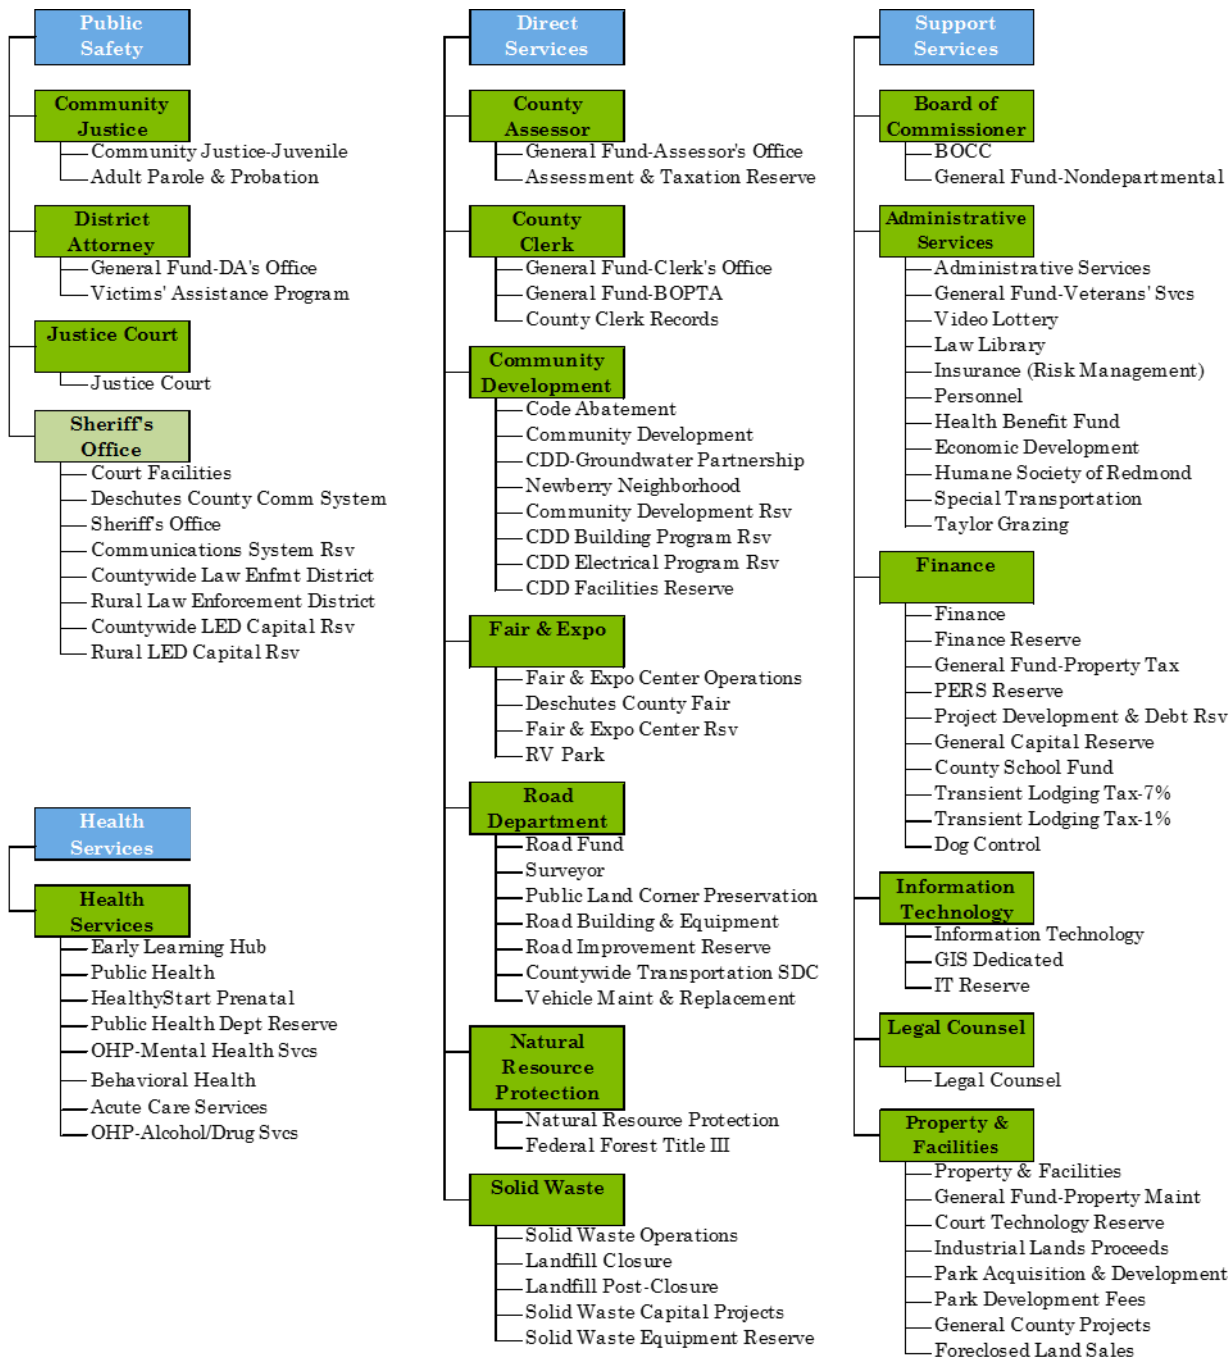 Public
Safety
Community
Justice
Community Justice-Juvenile
Adult Parole & Probation
District
Attorney
General Fund-DA's Office
Victims' Assistance Program
Justice Court
Justice Court
Sheriff's
Office
Court Facilities
Deschutes County Comm System
Sheriff's Office
Communications System Rsv
Countywide Law Enfmt District
Rural Law Enforcement District
Countywide LED Capital Rsv
Rural LED Capital Rsv
Health
Services
Health
Services
Early Learning Hub
Public Health
HealthyStart Prenatal
Public Health Dept Reserve
OHP-Mental Health Svcs
Behavioral Health
Acute Care Services
OHP-Alcohol/Drug Svcs
Direct
Services
County
Assessor
General Fund-Assessor's Office
Assessment & Taxation Reserve
County
Clerk
General Fund-Clerk's Office
General Fund-BOPTA
County Clerk Records
Community
Development
Code Abatement
Community Development
CDD-Groundwater Partnership
Newberry Neighborhood
Community Development Rsv
CDD Building Program Rsv
CDD Electrical Program Rsv
CDD Facilities Reserve
Fair & Expo
Fair & Expo Center Operations
Deschutes County Fair
Fair & Expo Center Rsv
RV Park
Road
Department
Road Fund
Surveyor
Public Land Corner Preservation
Road Building & Equipment
Road Improvement Reserve
Countywide Transportation SDC
Vehicle Maint & Replacement
Natural
Resource
Protection
Natural Resource Protection
Federal Forest Title III
Solid Waste
Solid Waste Operations
Landfill Closure
Landfill Post-Closure
Solid Waste Capital Projects
Solid Waste Equipment Reserve
Support
Services
Board of
Commissioner
BOCC
General Fund-Nondepartmental
Administrative
Services
Administrative Services
General Fund-Veterans' Svcs
Video Lottery
Law Library
Insurance (Risk Management)
Personnel
Health Benefit Fund
Economic Development
Humane Society of Redmond
Special Transportation
Taylor Grazing
Finance
Finance
Finance Reserve
General Fund-Property Tax
PERS Reserve
Project Development & Debt Rsv
General Capital Reserve
County School Fund
Transient Lodging Tax-7%
Transient Lodging Tax-1%
Dog Control
Information
Technology
Information Technology
GIS Dedicated
IT Reserve
Legal Counsel
Legal Counsel
Property &
Facilities
Property & Facilities
General Fund-Property Maint
Court Technology Reserve
Industrial Lands Proceeds
Park Acquisition & Development
Park Development Fees
General County Projects
Foreclosed Land Sales